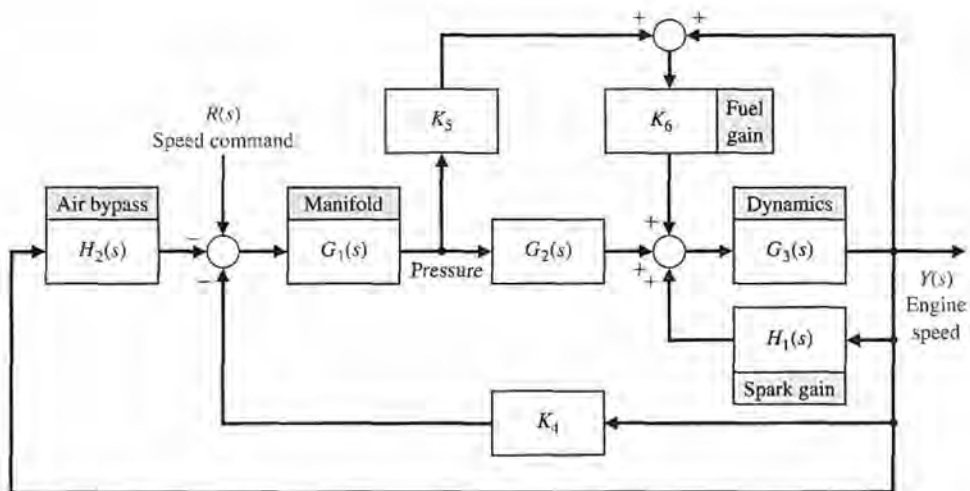 + +
K5
K6
Fuel
gain
R(s)
Speed command
Air bypass
H2(s)
−
−
Manifold
G1(s)
Pressure
G2(s)
+
+
+
Dynamics
G3(s)
Y(s)
Engine
speed
H1(s)
Spark gain
K4